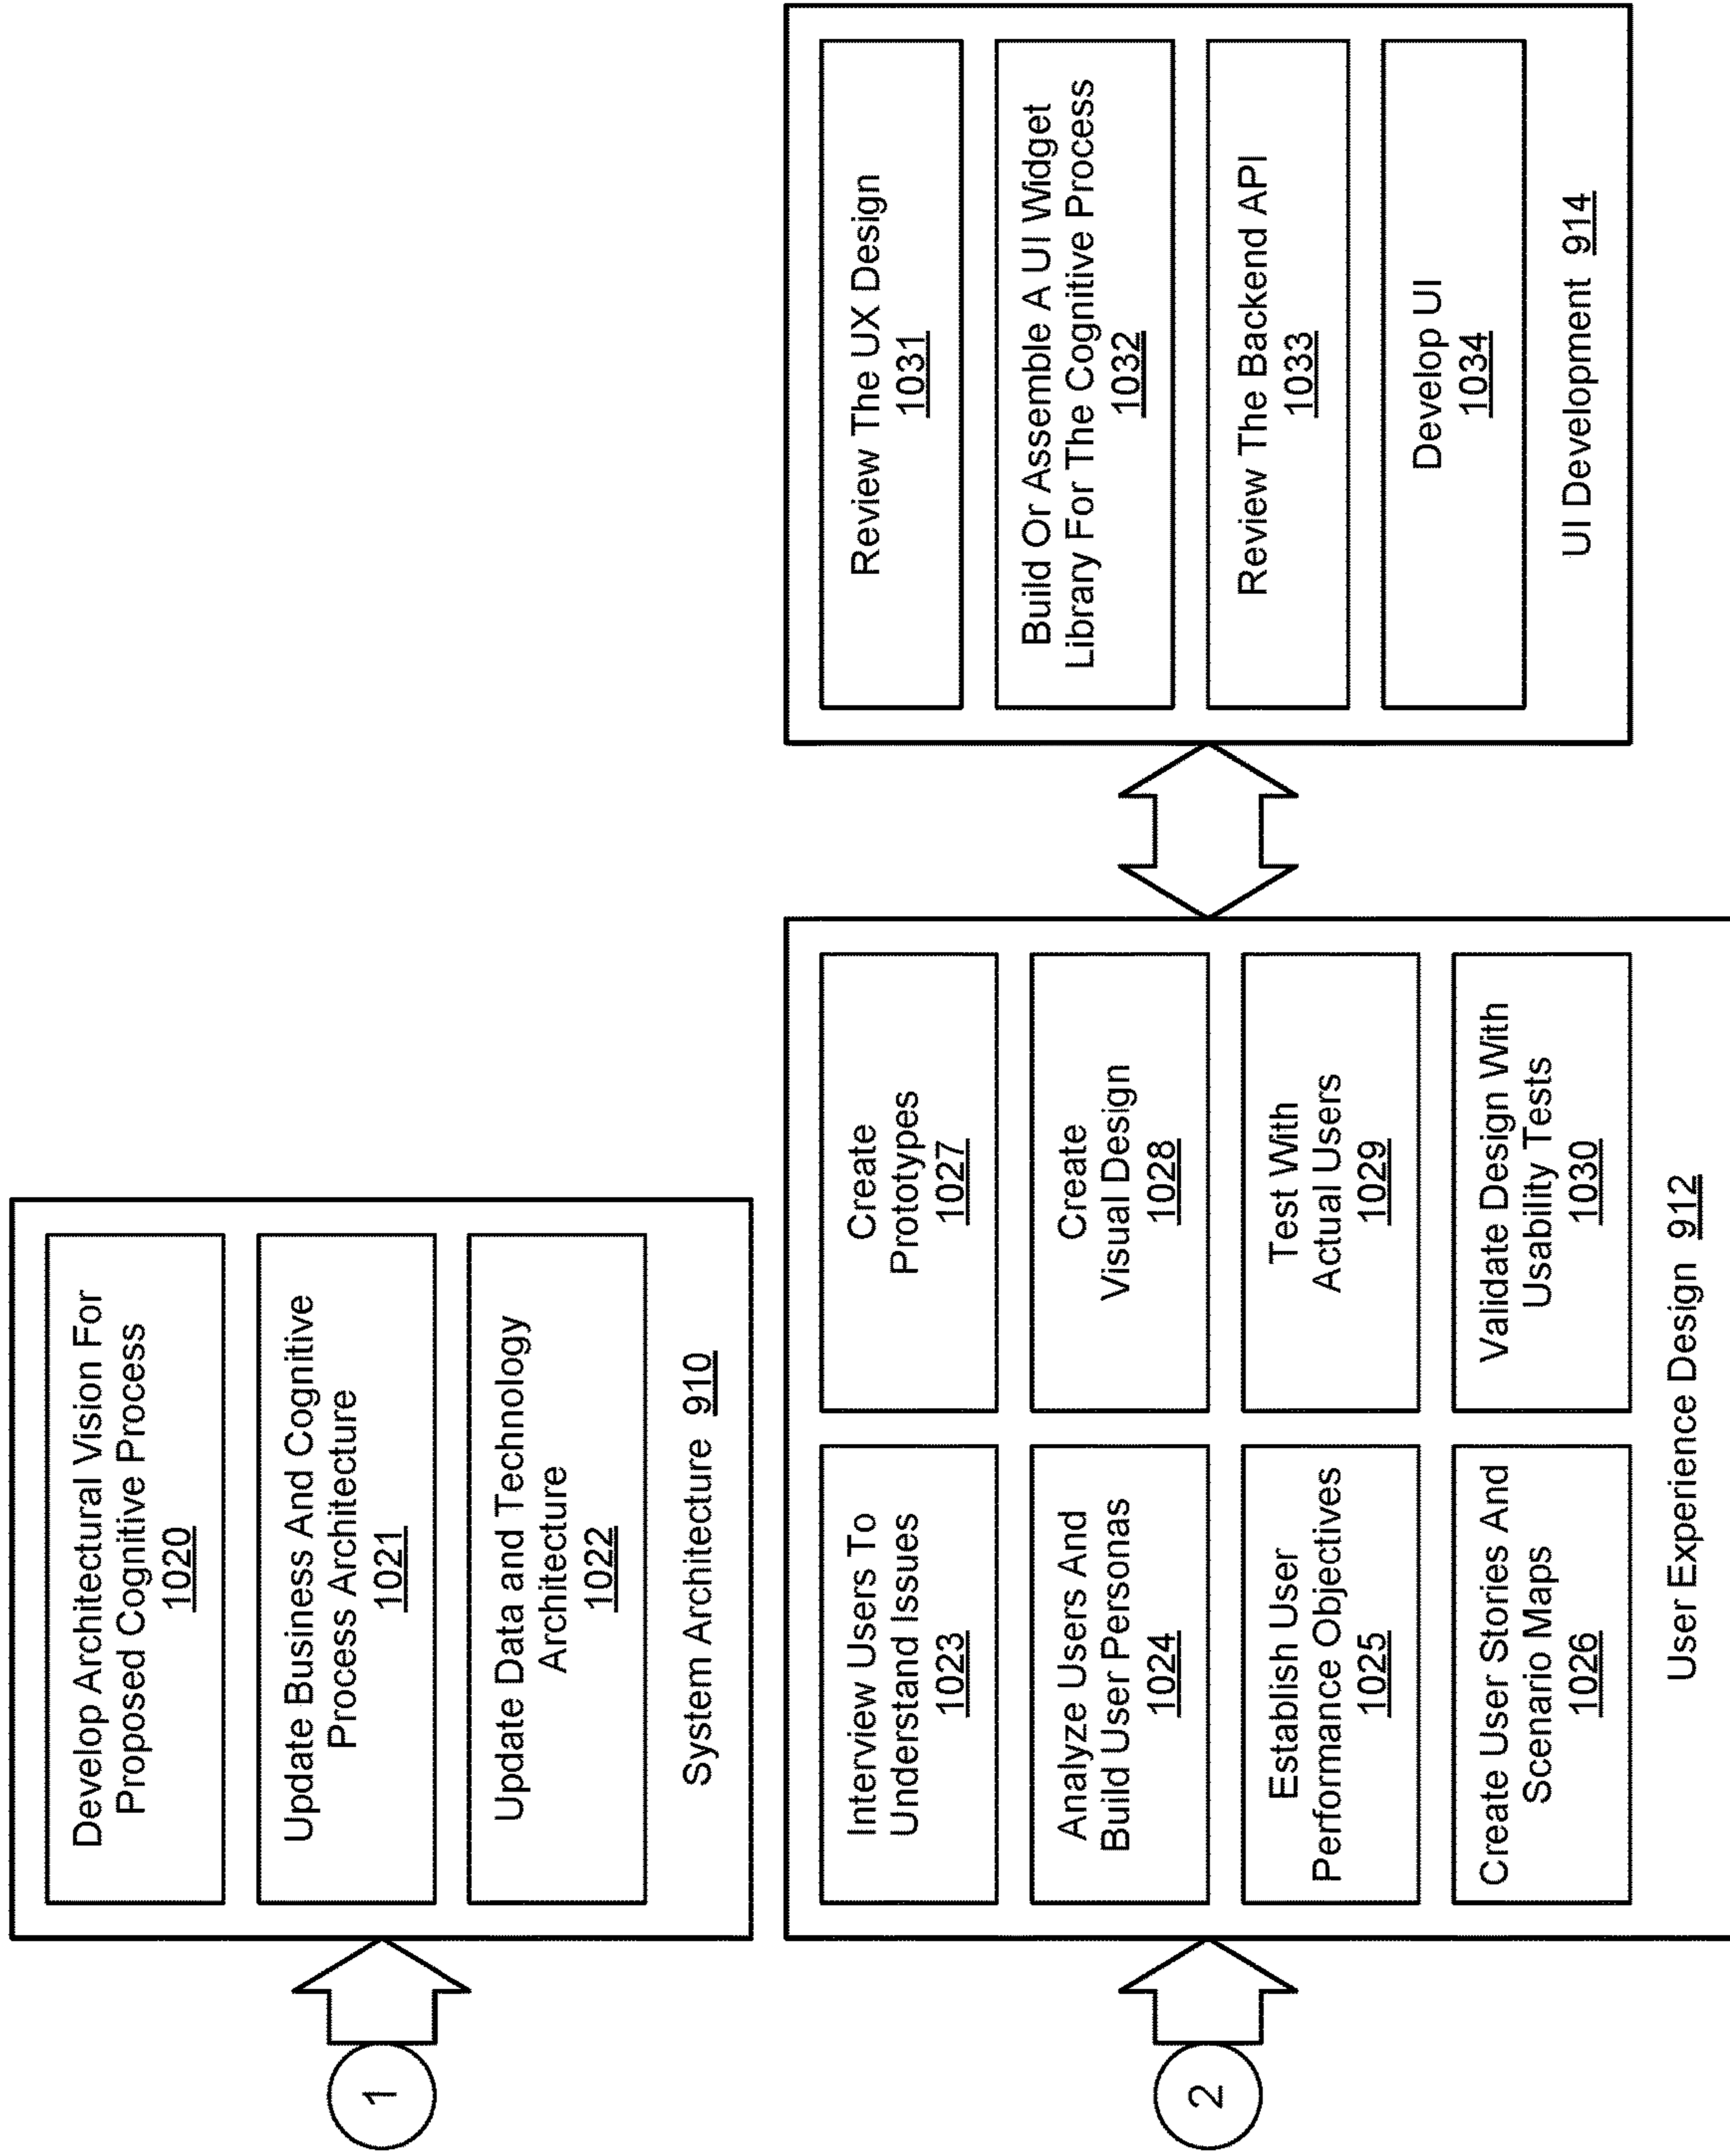 1
Develop Architectural Vision For
Proposed Cognitive Process
1020
Update Business And Cognitive
Process Architecture
1021
Update Data and Technology
Architecture
1022
System Architecture 910
2
Interview Users To
Understand Issues
1023
Analyze Users And
Build User Personas
1024
Establish User
Performance Objectives
1025
Create User Stories And
Scenario Maps
1026
Create
Prototypes
1027
Create
Visual Design
1028
Test With
Actual Users
1029
Validate Design With
Usability Tests
1030
User Experience Design 912
Review The UX Design
1031
Build Or Assemble A UI Widget
Library For The Cognitive Process
1032
Review The Backend API
1033
Develop UI
1034
UI Development 914